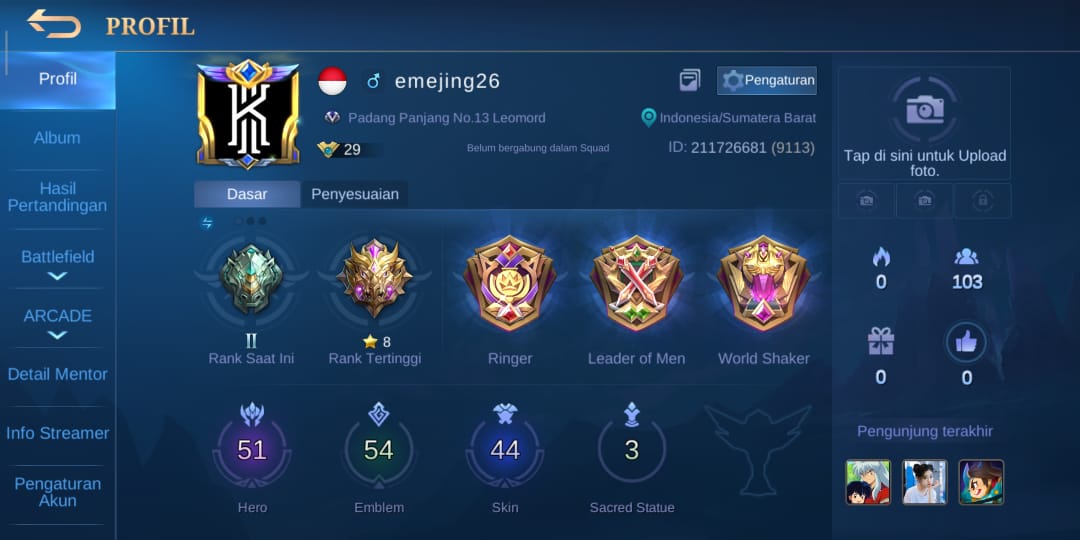 PROFIL
Profil
Album
Hasil
Pertandingan
Battlefield
ARCADE
Detail Mentor
Info Streamer
Pengaturan
Akun
emejing26
Pengaturan
Padang Panjang No.13 Leomord
Indonesia/Sumatera Barat
29
Belum bergabung dalam Squad
ID: 211726681 (9113)
Dasar
Penyesuaian
II
8
Rank Saat Ini
Rank Tertinggi
Ringer
Leader of Men
World Shaker
51
54
44
3
Hero
Emblem
Skin
Sacred Statue
Tap di sini untuk Upload
foto.
0
103
0
0
Pengunjung terakhir